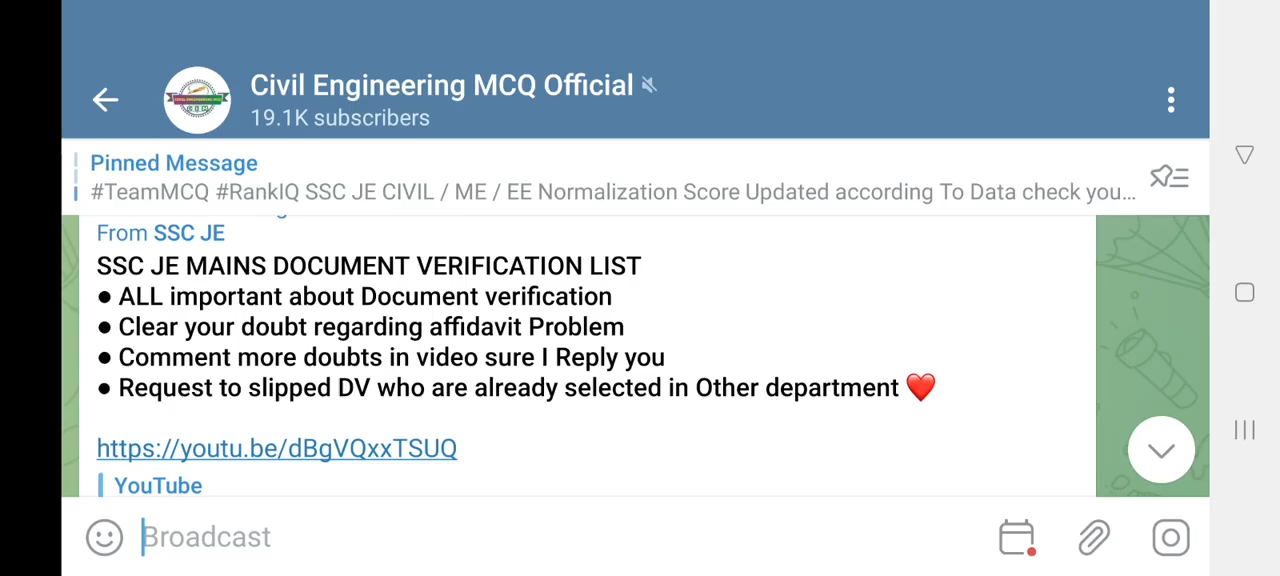 Civil Engineering MCQ Official
19.1K subscribers
Pinned Message
#TeamMCQ #RankIQ SSC JE CIVIL / ME / EE Normalization Score Updated according To Data check you...
From SSC JE
SSC JE MAINS DOCUMENT VERIFICATION LIST
● ALL important about Document verification
● Clear your doubt regarding affidavit Problem
● Comment more doubts in video sure I Reply you
● Request to slipped DV who are already selected in Other department ❤️
https://youtu.be/dBgVQxxTSUQ
YouTube
Broadcast